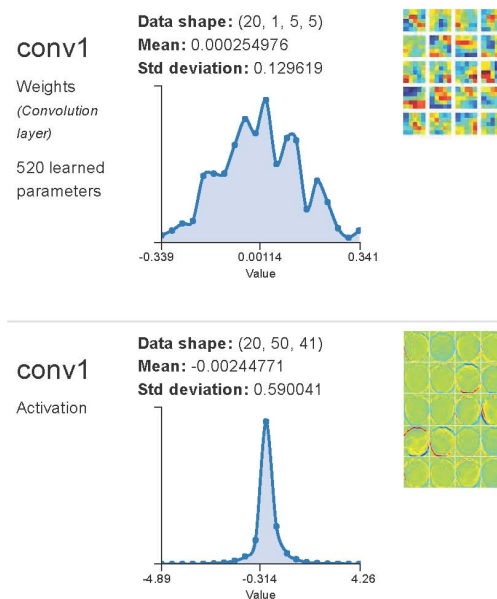 conv1
Weights
(Convolution
layer)
520 learned
parameters
Data shape: (20, 1, 5, 5)
Mean: 0.000254976
Std deviation: 0.129619
-0.339 0.00114 0.341
Value
conv1
Activation
Data shape: (20, 50, 41)
Mean: -0.00244771
Std deviation: 0.590041
-4.89 -0.314 4.26
Value